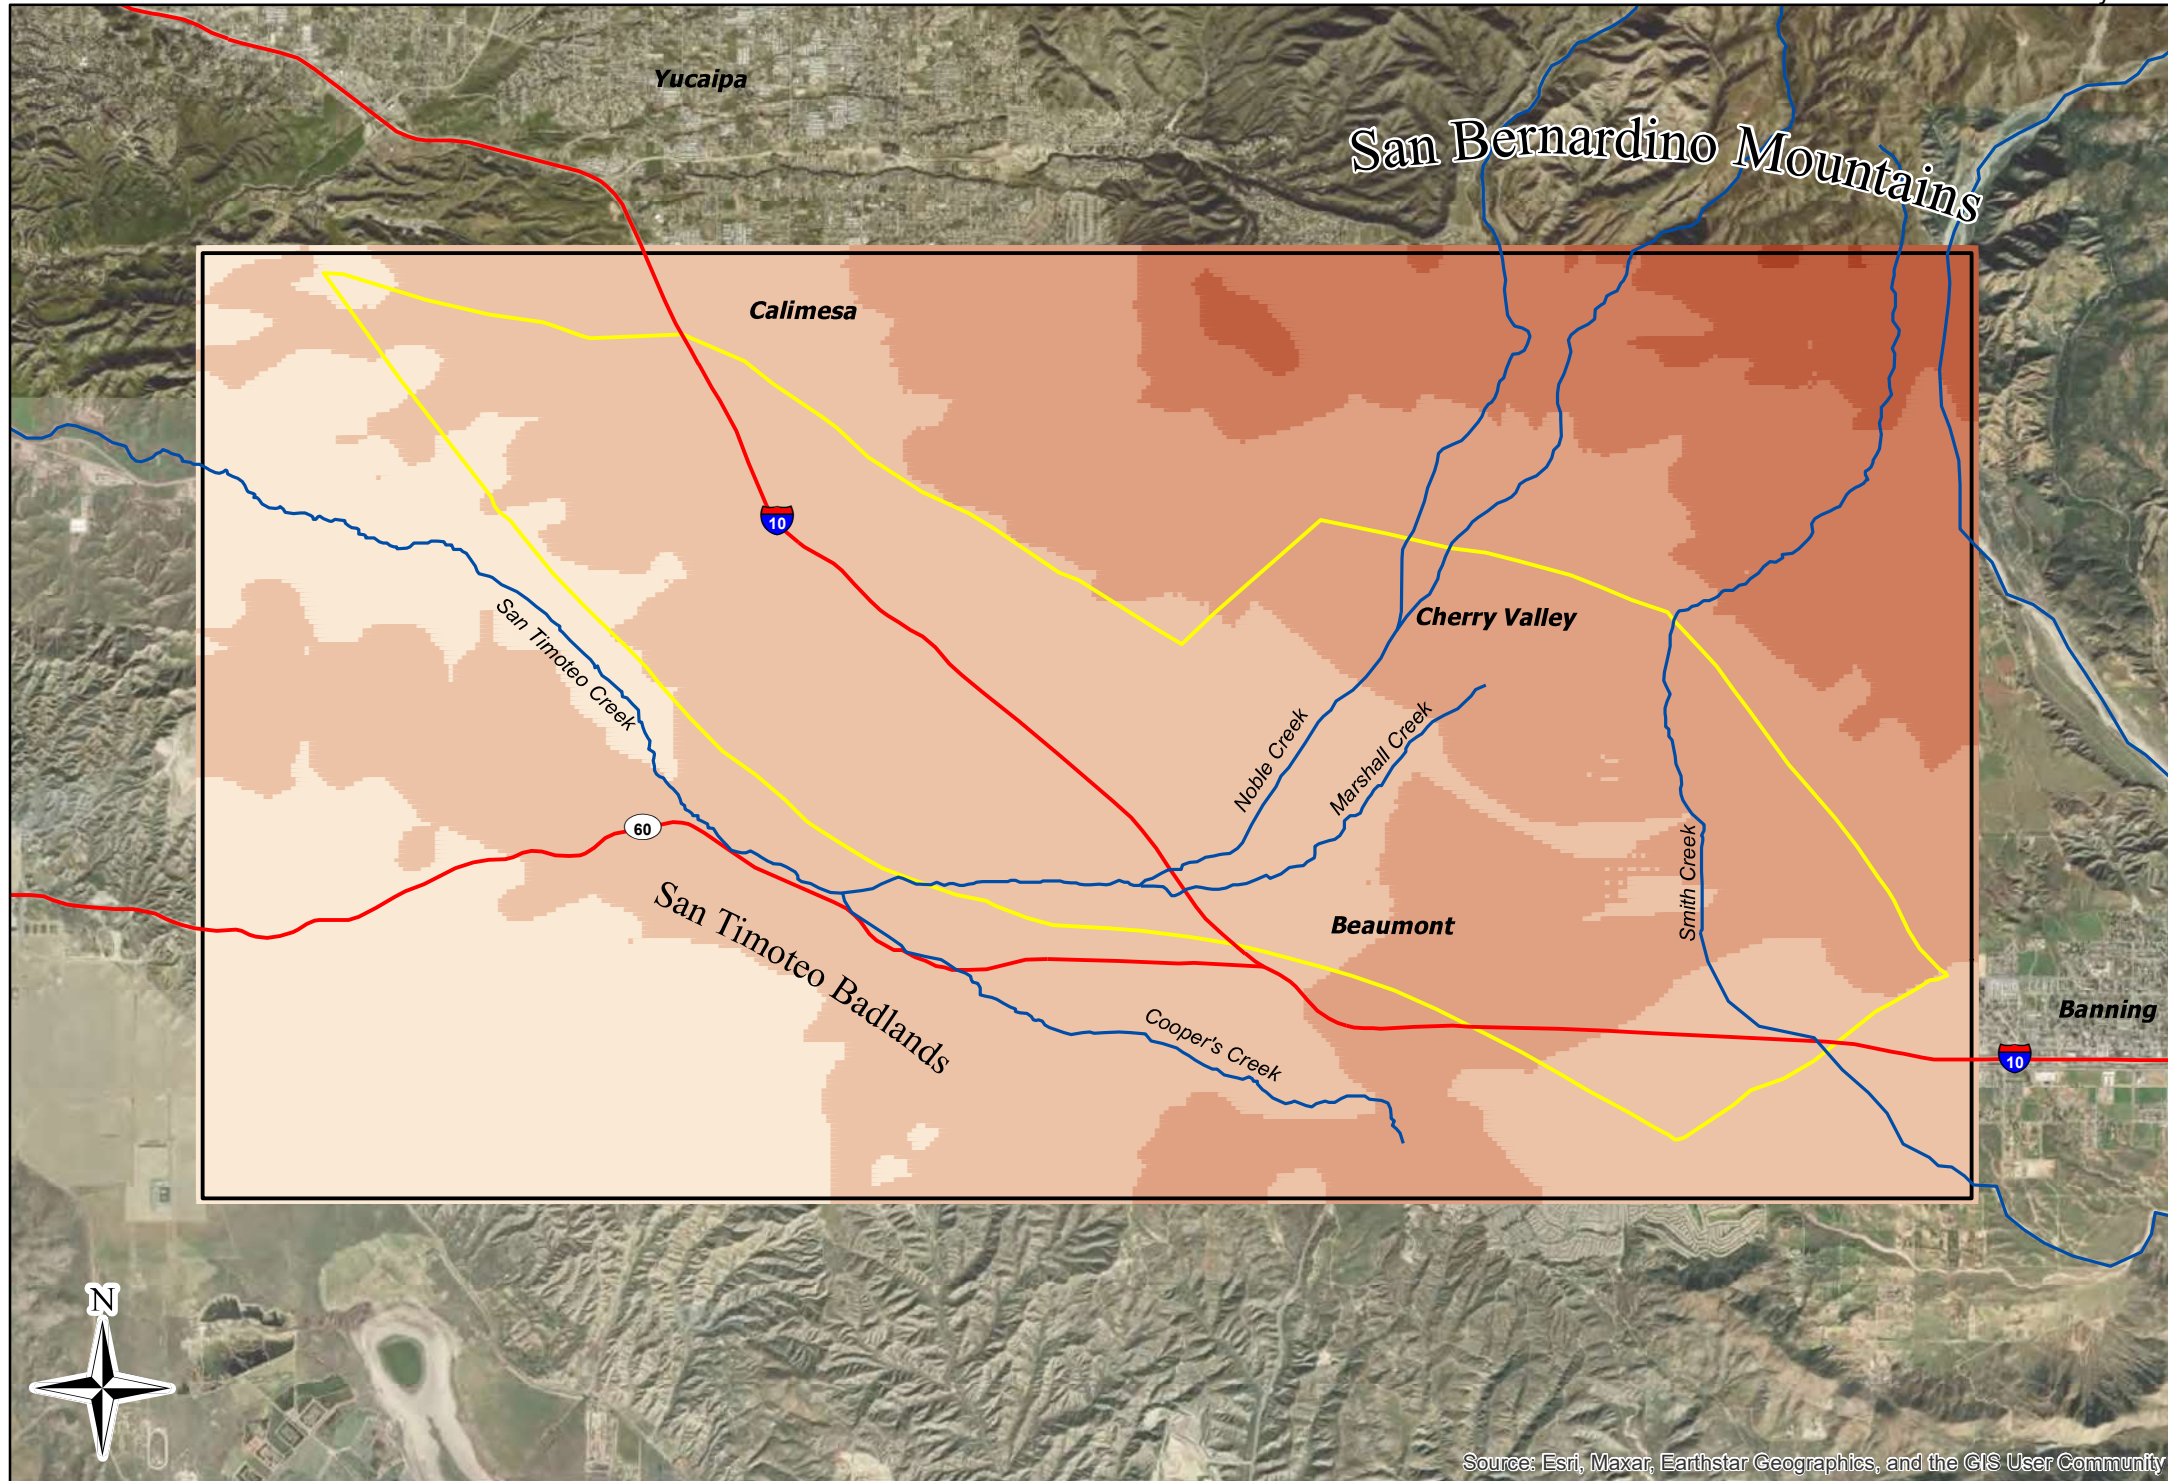 Yucaipa
San Bernardino Mountains
Calimesa
10
San Timoteo Creek
Cherry Valley
Noble Creek
Marshall Creek
60
Smith Creek
San Timoteo Badlands
Beaumont
Cooper's Creek
Banning
10
N
Source: Esri, Maxar, Earthstar Geographics, and the GIS User Community